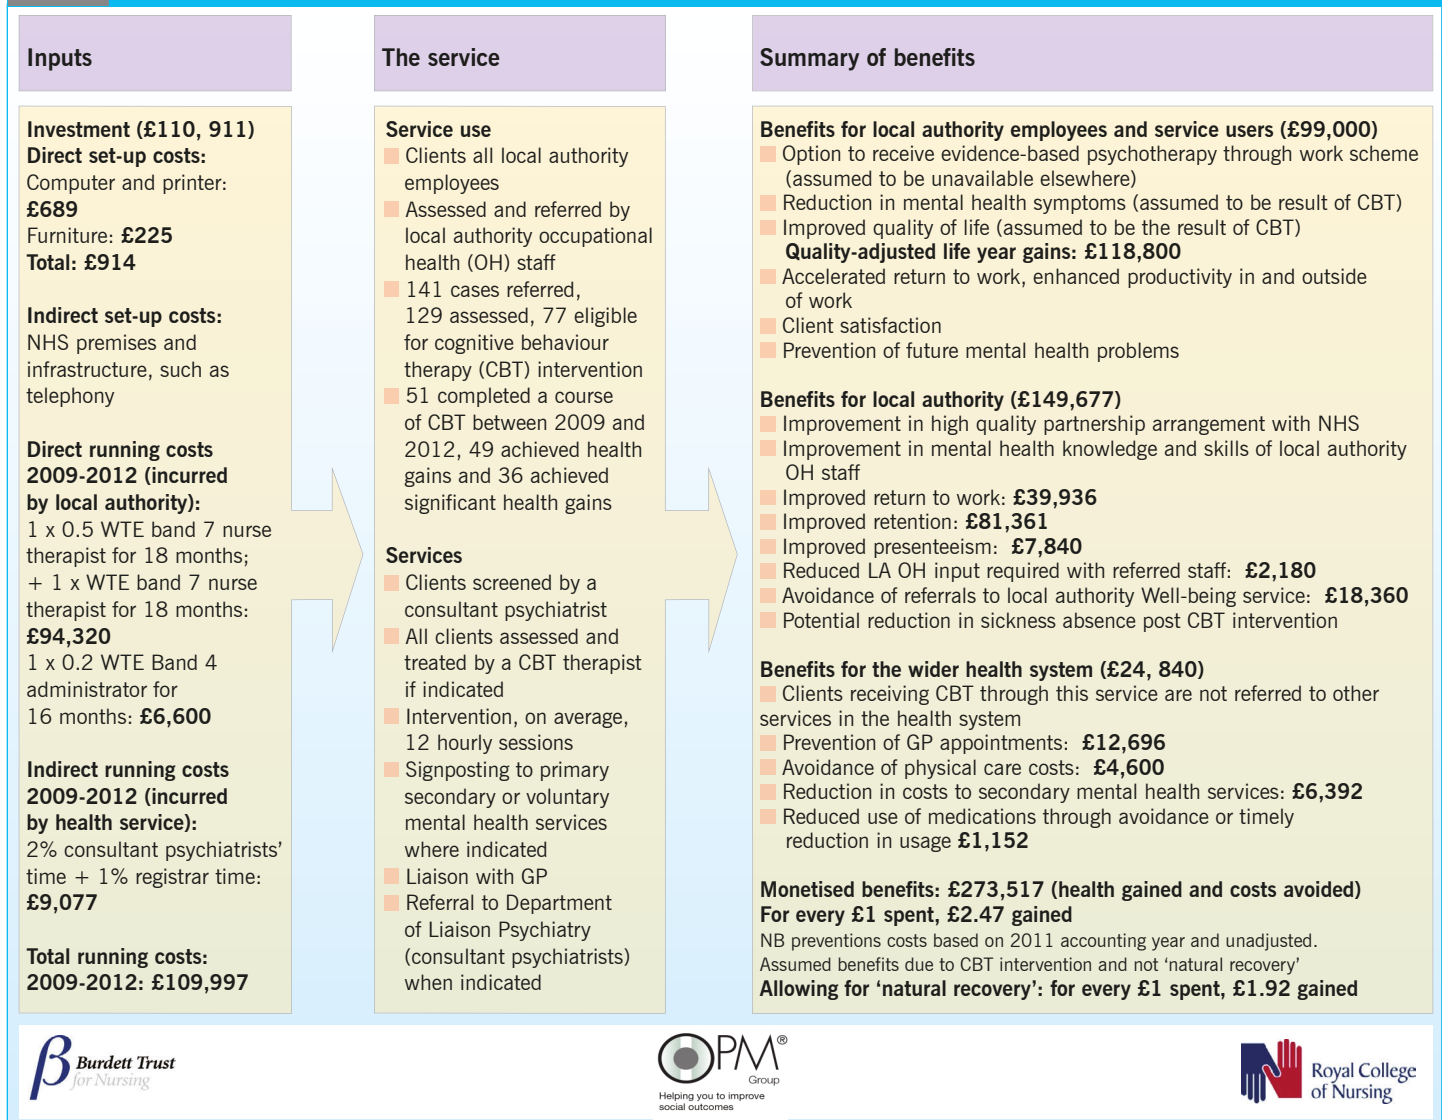 Inputs
Investment (£110, 911)
Direct set-up costs:
Computer and printer:
£689
Furniture: £225
Total: £914
Indirect set-up costs:
NHS premises and
infrastructure, such as
telephony
Direct running costs
2009-2012 (incurred
by local authority):
1 x 0.5 WTE band 7 nurse
therapist for 18 months;
+ 1 x WTE band 7 nurse
therapist for 18 months:
£94,320
1 x 0.2 WTE Band 4
administrator for
16 months: £6,600
Indirect running costs
2009-2012 (incurred
by health service):
2% consultant psychiatrists’
time + 1% registrar time:
£9,077
Total running costs:
2009-2012: £109,997
The service
Service use
Clients all local authority
employees
Assessed and referred by
local authority occupational
health (OH) staff
141 cases referred,
129 assessed, 77 eligible
for cognitive behaviour
therapy (CBT) intervention
51 completed a course
of CBT between 2009 and
2012, 49 achieved health
gains and 36 achieved
significant health gains
Services
Clients screened by a
consultant psychiatrist
All clients assessed and
treated by a CBT therapist
if indicated
Intervention, on average,
12 hourly sessions
Signposting to primary
secondary or voluntary
mental health services
where indicated
Liaison with GP
Referral to Department
of Liaison Psychiatry
(consultant psychiatrists)
when indicated
Summary of benefits
Benefits for local authority employees and service users (£99,000)
Option to receive evidence-based psychotherapy through work scheme
(assumed to be unavailable elsewhere)
Reduction in mental health symptoms (assumed to be result of CBT)
Improved quality of life (assumed to be the result of CBT)
Quality-adjusted life year gains: £118,800
Accelerated return to work, enhanced productivity in and outside
of work
Client satisfaction
Prevention of future mental health problems
Benefits for local authority (£149,677)
Improvement in high quality partnership arrangement with NHS
Improvement in mental health knowledge and skills of local authority
OH staff
Improved return to work: £39,936
Improved retention: £81,361
Improved presenteeism: £7,840
Reduced LA OH input required with referred staff: £2,180
Avoidance of referrals to local authority Well-being service: £18,360
Potential reduction in sickness absence post CBT intervention
Benefits for the wider health system (£24, 840)
Clients receiving CBT through this service are not referred to other
services in the health system
Prevention of GP appointments: £12,696
Avoidance of physical care costs: £4,600
Reduction in costs to secondary mental health services: £6,392
Reduced use of medications through avoidance or timely
reduction in usage £1,152
Monetised benefits: £273,517 (health gained and costs avoided)
For every £1 spent, £2.47 gained
NB preventions costs based on 2011 accounting year and unadjusted.
Assumed benefits due to CBT intervention and not ‘natural recovery’
Allowing for ‘natural recovery’: for every £1 spent, £1.92 gained
β Burdett Trust
for Nursing
OPM®
Group
Helping you to improve
social outcomes
Royal College
of Nursing